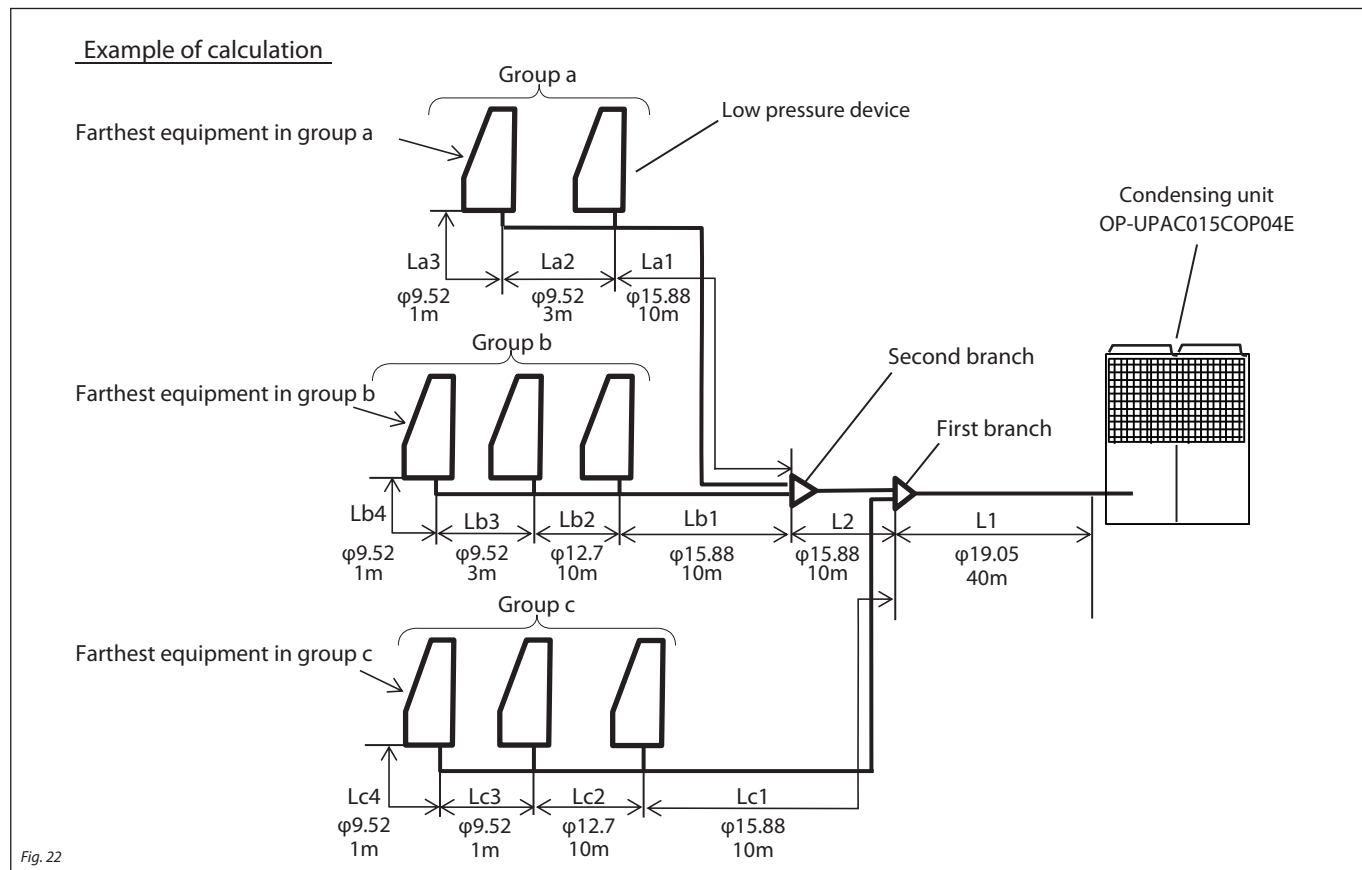 Example of calculation
Group a
Farthest equipment in group a
Low pressure device
Condensing unit
OP-UPAC015COP04E
La3
La2
La1
φ9.52
1m
φ9.52
3m
φ15.88
10m
Group b
Second branch
Farthest equipment in group b
First branch
Lb4
Lb3
Lb2
Lb1
L2
L1
φ9.52
1m
φ9.52
3m
φ12.7
10m
φ15.88
10m
φ15.88
10m
φ19.05
40m
Group c
Farthest equipment in group c
Lc4
Lc3
Lc2
Lc1
φ9.52
1m
φ9.52
1m
φ12.7
10m
φ15.88
10m
Fig. 22